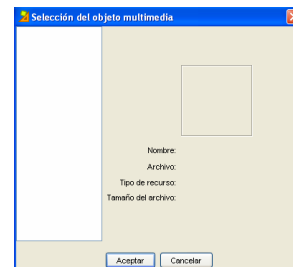 Selección del objeto multimedia
Nombre:
Archivo:
Tipo de recurso:
Tamaño del archivo:
Aceptar Cancelar